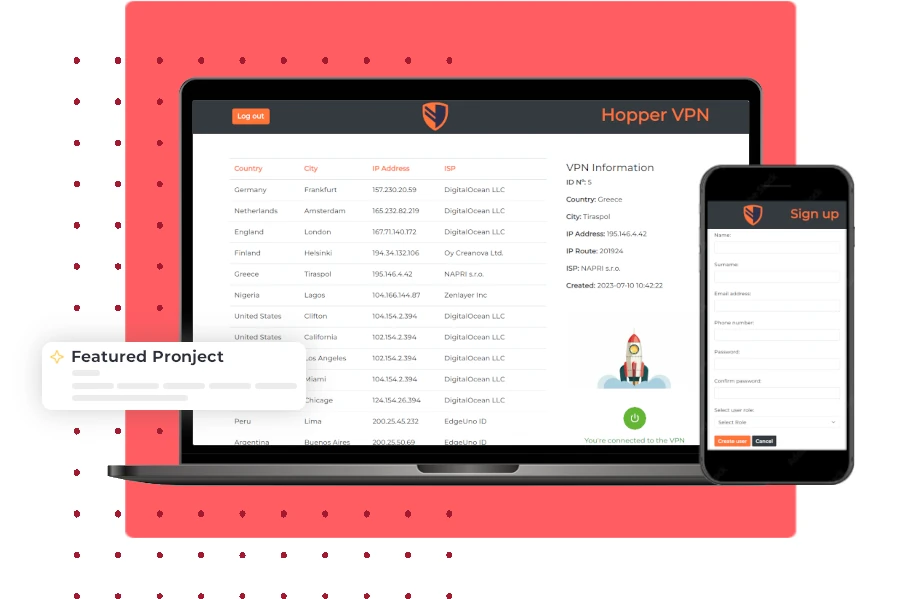 Log out
Hopper VPN
Country City IP Address ISP
Germany Frankfurt 157.230.20.59 DigitalOcean LLC
Netherlands Amsterdam 165.232.82.219 DigitalOcean LLC
England London 167.71.140.172 DigitalOcean LLC
Finland Helsinki 194.34.132.106 Oy Creanova Ltd.
Greece Tiraspol 195.146.4.42 NAPRI s.r.o.
Nigeria Lagos 104.166.144.87 Zenlayer Inc
United States Clifton 104.154.2.394 DigitalOcean LLC
United States California 102.154.2.394 DigitalOcean LLC
Los Angeles 102.154.2.394 DigitalOcean LLC
Miami 104.154.2.394 DigitalOcean LLC
Chicago 124.154.26.394 DigitalOcean LLC
Peru Lima 200.25.45.232 EdgeUno ID
Argentina Buenos Aires 200.25.50.69 EdgeUno ID
VPN Information
ID Nº: 5
Country: Greece
City: Tiraspol
IP Address: 195.146.4.42
IP Route: 201924
ISP: NAPRI s.r.o.
Created: 2023-07-10 10:42:22
You're connected to the VPN
Featured Pronject
Sign up
Name:
Surname:
Email address:
Phone number:
Password:
Confirm password:
Select user role:
Select Role
Create user Cancel